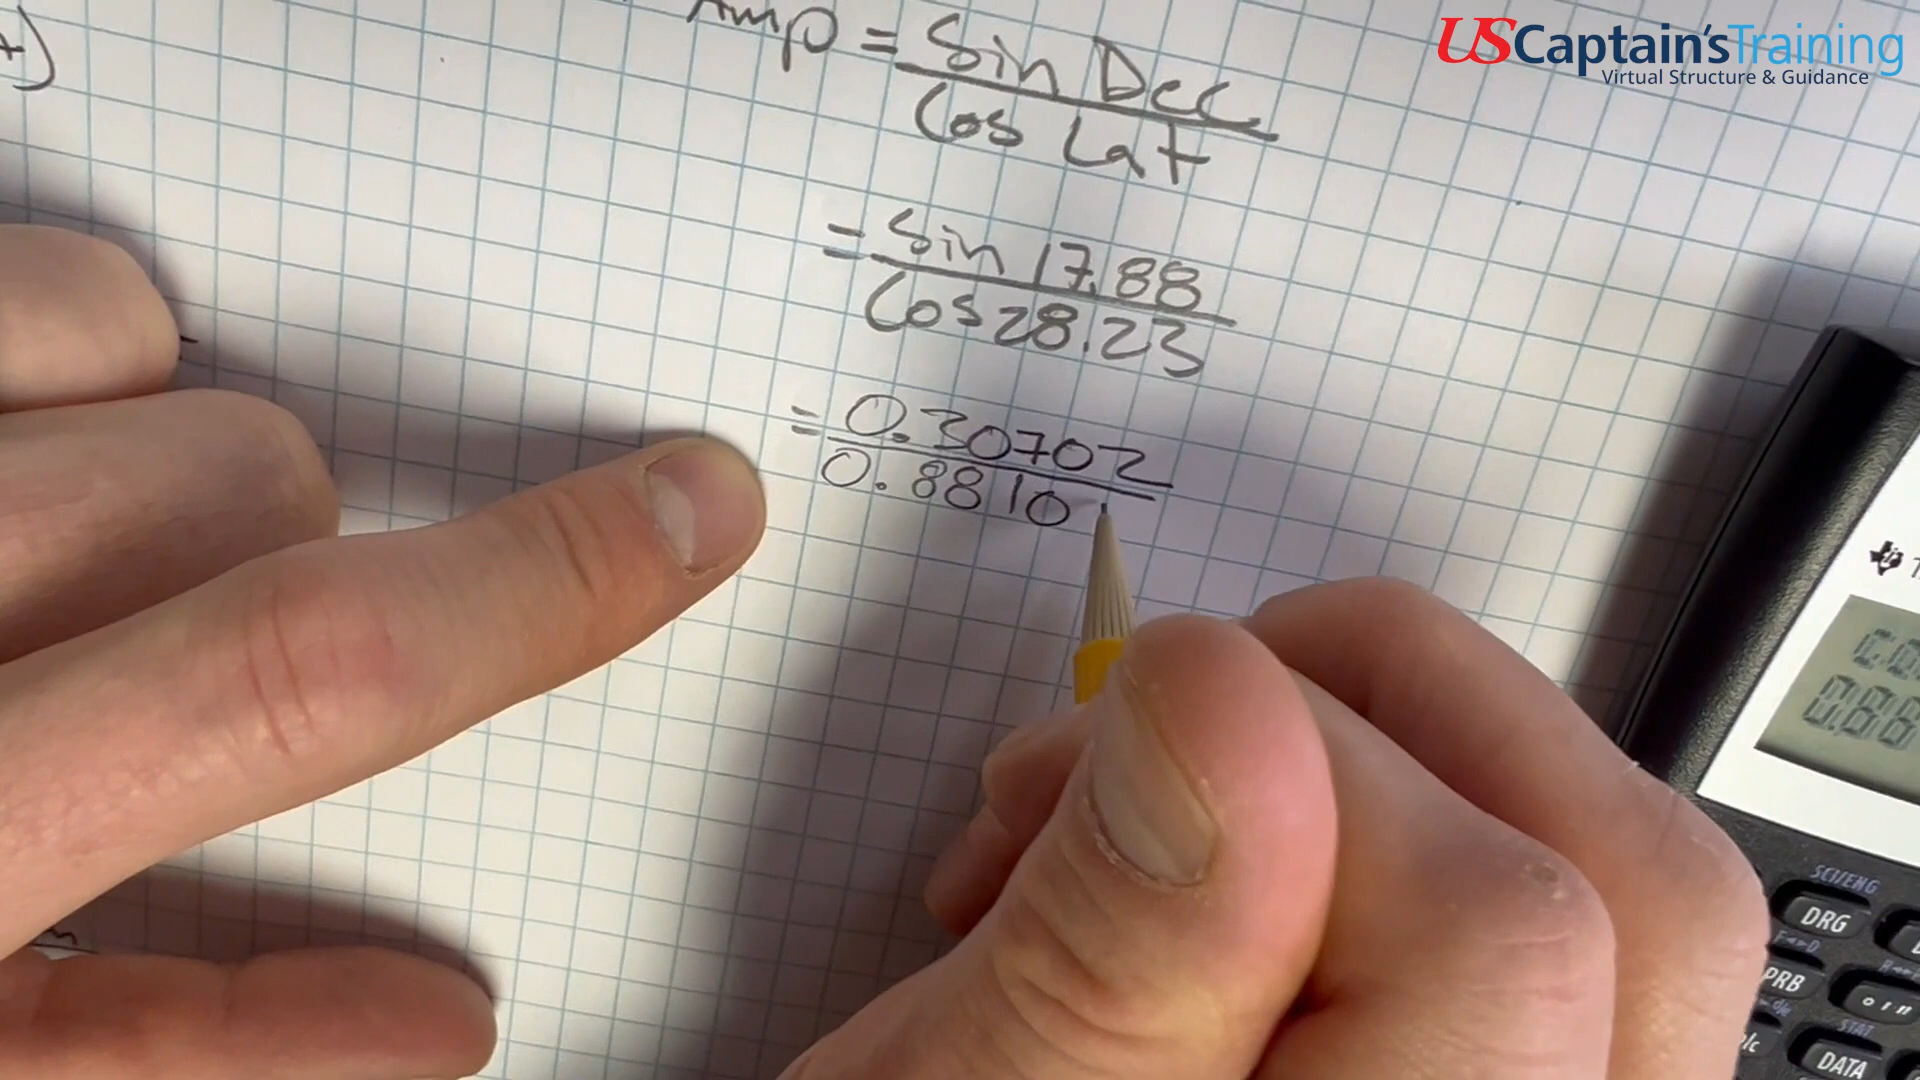 USCaptain'sTraining
Virtual Structure & Guidance
Amp = Sin Dec
Cos Lat
= Sin 17.88
Cos 28.23
= 0.30702
0.8810
SCI/ENG
DRG
F↔D
PRB
STAT
DATA